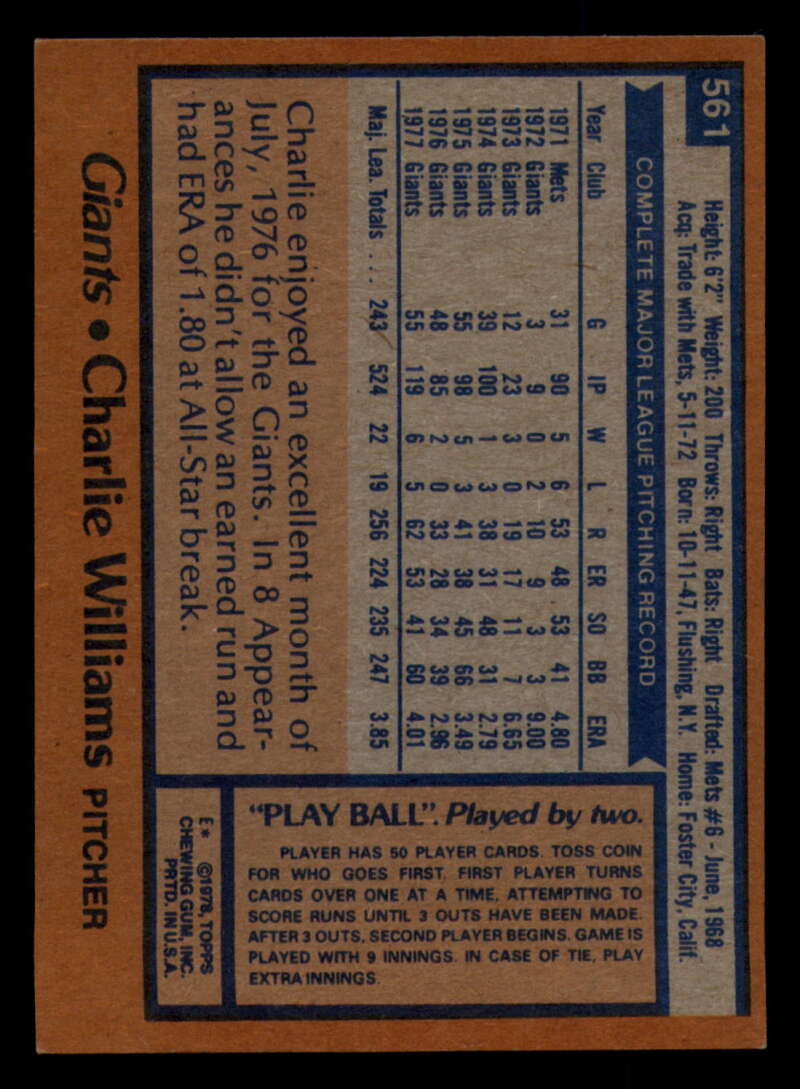 561
Height: 6'2" Weight: 200 Throws: Right Bats: Right Drafted: Mets #6 - June, 1968
Acq: Trade with Mets, 5-11-72 Born: 10-11-47, Flushing, N.Y. Home: Foster City, Calif.
COMPLETE MAJOR LEAGUE PITCHING RECORD
Year Club G IP W L R ER SO BB ERA
1971 Mets 31 90 5 6 53 48 53 41 4.80
1972 Giants 3 9 0 2 10 9 3 3 9.00
1973 Giants 12 23 3 0 19 17 11 7 6.65
1974 Giants 39 100 1 3 38 31 48 31 2.79
1975 Giants 55 98 5 3 41 38 45 66 3.49
1976 Giants 48 85 2 0 33 28 34 39 2.96
1977 Giants 55 119 6 5 62 53 41 60 4.01
Maj. Lea. Totals . . . 243 524 22 19 256 224 235 247 3.85
Charlie enjoyed an excellent month of
July, 1976 for the Giants. In 8 Appear-
ances he didn't allow an earned run and
had ERA of 1.80 at All-Star break.
"PLAY BALL". Played by two.
PLAYER HAS 50 PLAYER CARDS. TOSS COIN
FOR WHO GOES FIRST. FIRST PLAYER TURNS
CARDS OVER ONE AT A TIME, ATTEMPTING TO
SCORE RUNS UNTIL 3 OUTS HAVE BEEN MADE.
AFTER 3 OUTS, SECOND PLAYER BEGINS. GAME IS
PLAYED WITH 9 INNINGS. IN CASE OF TIE, PLAY
EXTRA INNINGS.
E* ©1978, TOPPS
CHEWING GUM, INC.
PRTD. IN U.S.A.
Giants • Charlie Williams PITCHER